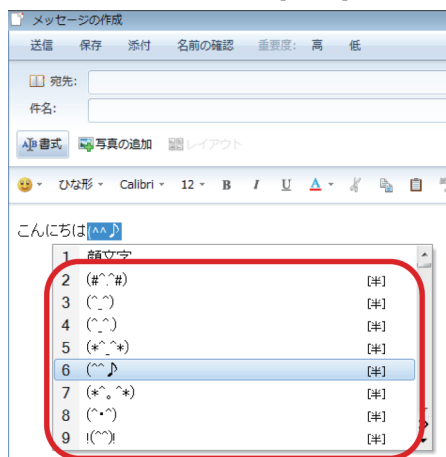 メッセージの作成
送信 保存 添付 名前の確認 重要度: 高 低
宛先:
件名:
書式 写真の追加 レイアウト
ひな形 Calibri 12 B I U A
こんにちは(^^♪
1 顔文字
2 (#^.^#) [半]
3 (^_^) [半]
4 (^_^) [半]
5 (*^_^*) [半]
6 (^^♪ [半]
7 (*^。^*) [半]
8 (^•^) [半]
9 !(^^)! [半]